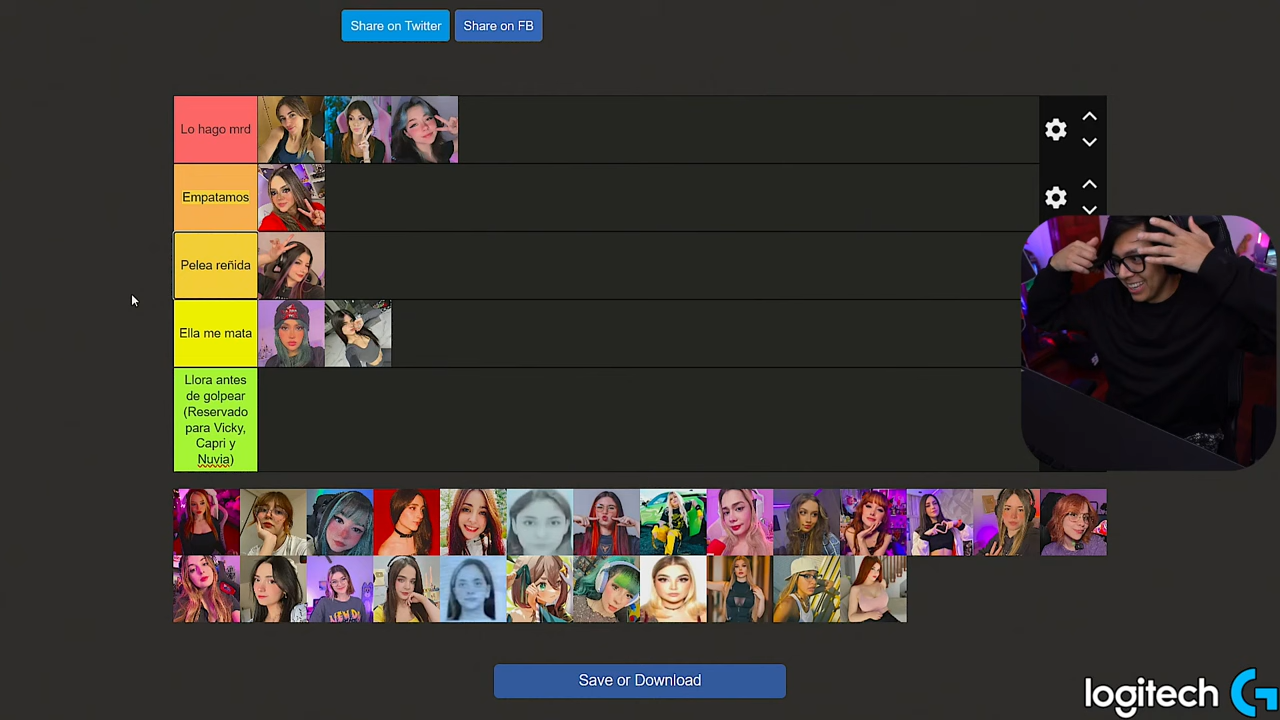 Share on Twitter
Share on FB
Lo hago mrd
Empatamos
Pelea reñida
Ella me mata
Llora antes
de golpear
(Reservado
para Vicky,
Capri y
Nuvia)
Save or Download
logitech G